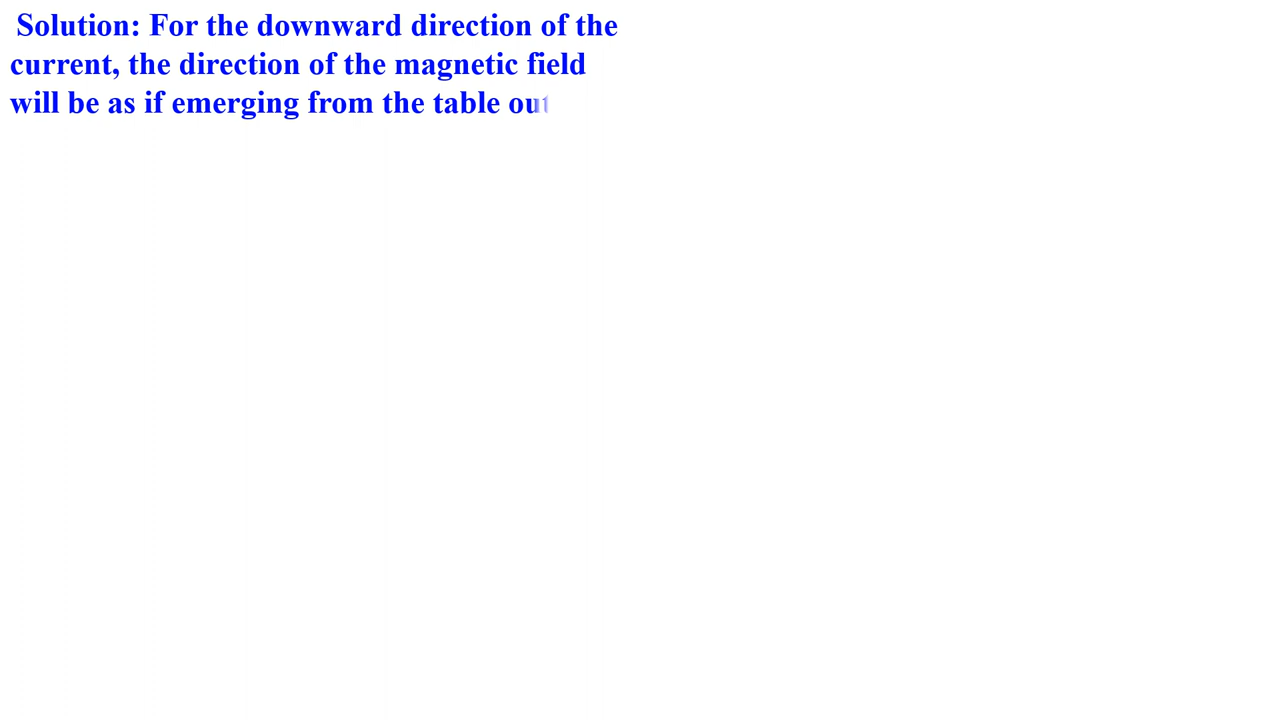 Solution: For the downward direction of the
current, the direction of the magnetic field
will be as if emerging from the table out